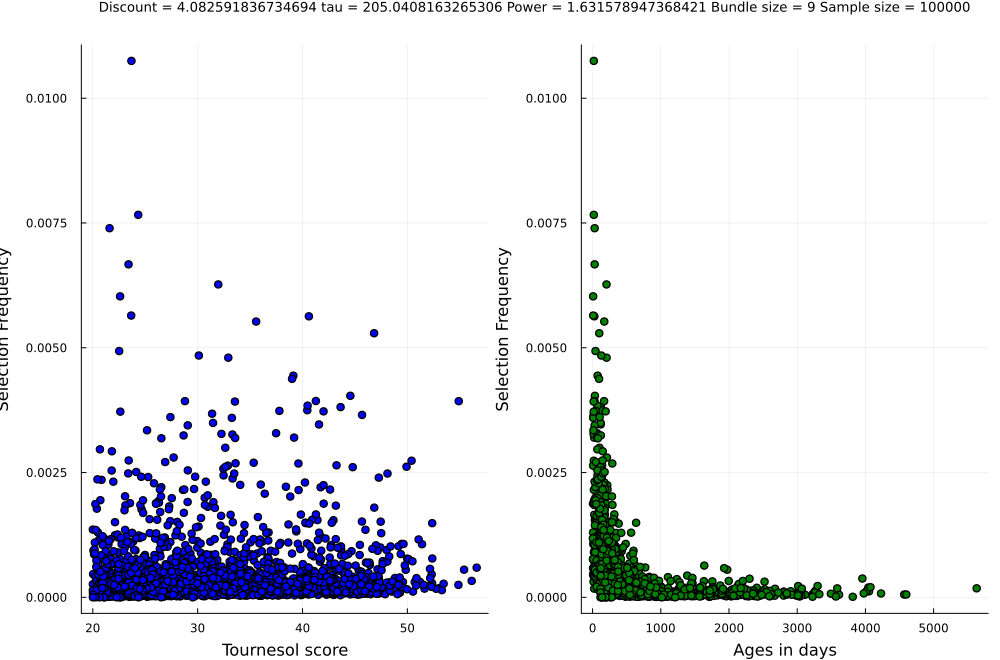 Discount = 4.082591836734694 tau = 205.0408163265306 Power = 1.631578947368421 Bundle size = 9 Sample size = 100000
0.0100
0.0075
0.0050
0.0025
0.0000
Selection Frequency
20 30 40 50
Tournesol score
0.0100
0.0075
0.0050
0.0025
0.0000
Selection Frequency
0 1000 2000 3000 4000 5000
Ages in days